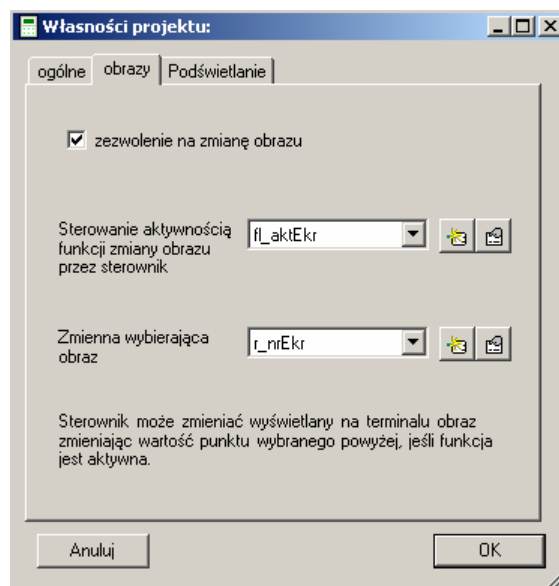 Własności projektu:
ogólne
obrazy
Podświetlanie
zezwolenie na zmianę obrazu
Sterowanie aktywnością
funkcji zmiany obrazu
przez sterownik
fl_aktEkr
Zmienna wybierająca
obraz
r_nrEkr
Sterownik może zmieniać wyświetlany na terminalu obraz
zmieniając wartość punktu wybranego powyżej, jeśli funkcja
jest aktywna.
Anuluj
OK